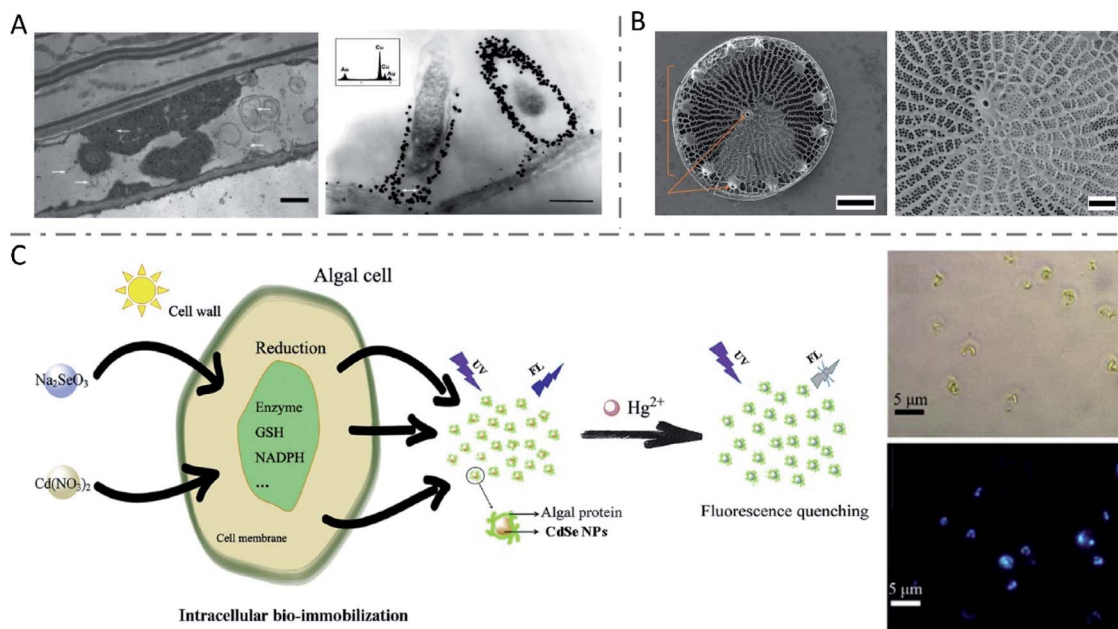 A
B
Cu
Au
Cu
Au
C
Algal cell
Cell wall
Na₂SeO₃
Cd(NO₃)₂
Reduction
Enzyme
GSH
NADPH
...
Cell membrane
Intracellular bio-immobilization
UV
FL
Algal protein
CdSe NPs
Hg²⁺
UV
FL
Fluorescence quenching
5 μm
5 μm